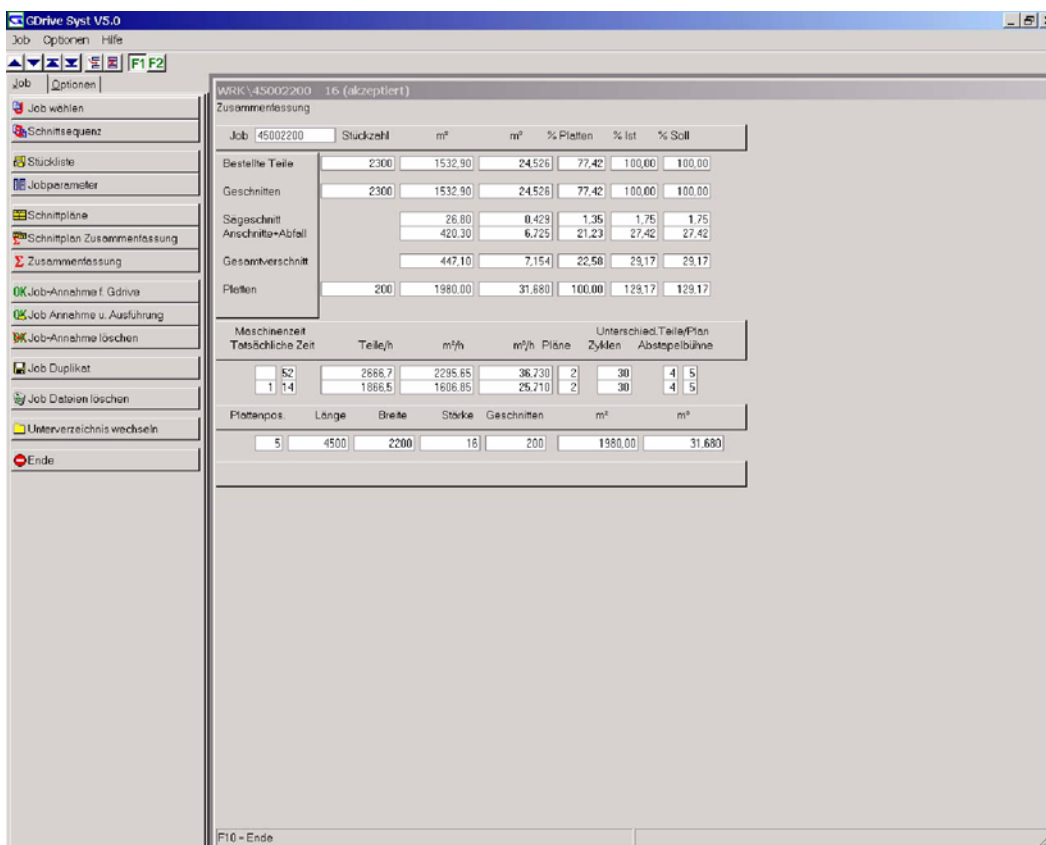 GDrive Syst V5.0
Job Optionen Hilfe
F1 F2
Job Optionen
Job wählen
Schnittsequenz
Stückliste
Jobparameter
Schnittpläne
Schnittplan Zusammenfassung
Σ Zusammenfassung
OK Job-Annahme f. Gdrive
OK Job Annahme u. Ausführung
OK Job-Annahme löschen
Job Duplikat
Job Dateien löschen
Unterverzeichnis wechseln
Ende
WRK\45002200 16 (akzeptiert)
Zusammenfassung
Job 45002200 Stückzahl m² m³ % Platten % Ist % Soll
Bestellte Teile 2300 1532,90 24,526 77,42 100,00 100,00
Geschnitten 2300 1532,90 24,526 77,42 100,00 100,00
Sägeschnitt 26,80 0,429 1,35 1,75 1,75
Anschnitte+Abfall 420,30 6,725 21,23 27,42 27,42
Gesamtverschnitt 447,10 7,154 22,58 29,17 29,17
Platten 200 1980,00 31,680 100,00 129,17 129,17
Maschinenzeit Unterschied.Teile/Plan
Tatsächliche Zeit Teile/h m²/h m³/h Pläne Zyklen Abstapelbühne
52 2666,7 2295,65 36,730 2 30 4 5
1 14 1866,5 1606,85 25,710 2 30 4 5
Plattenpos. Länge Breite Stärke Geschnitten m² m³
5 4500 2200 16 200 1980,00 31,680
F10 - Ende